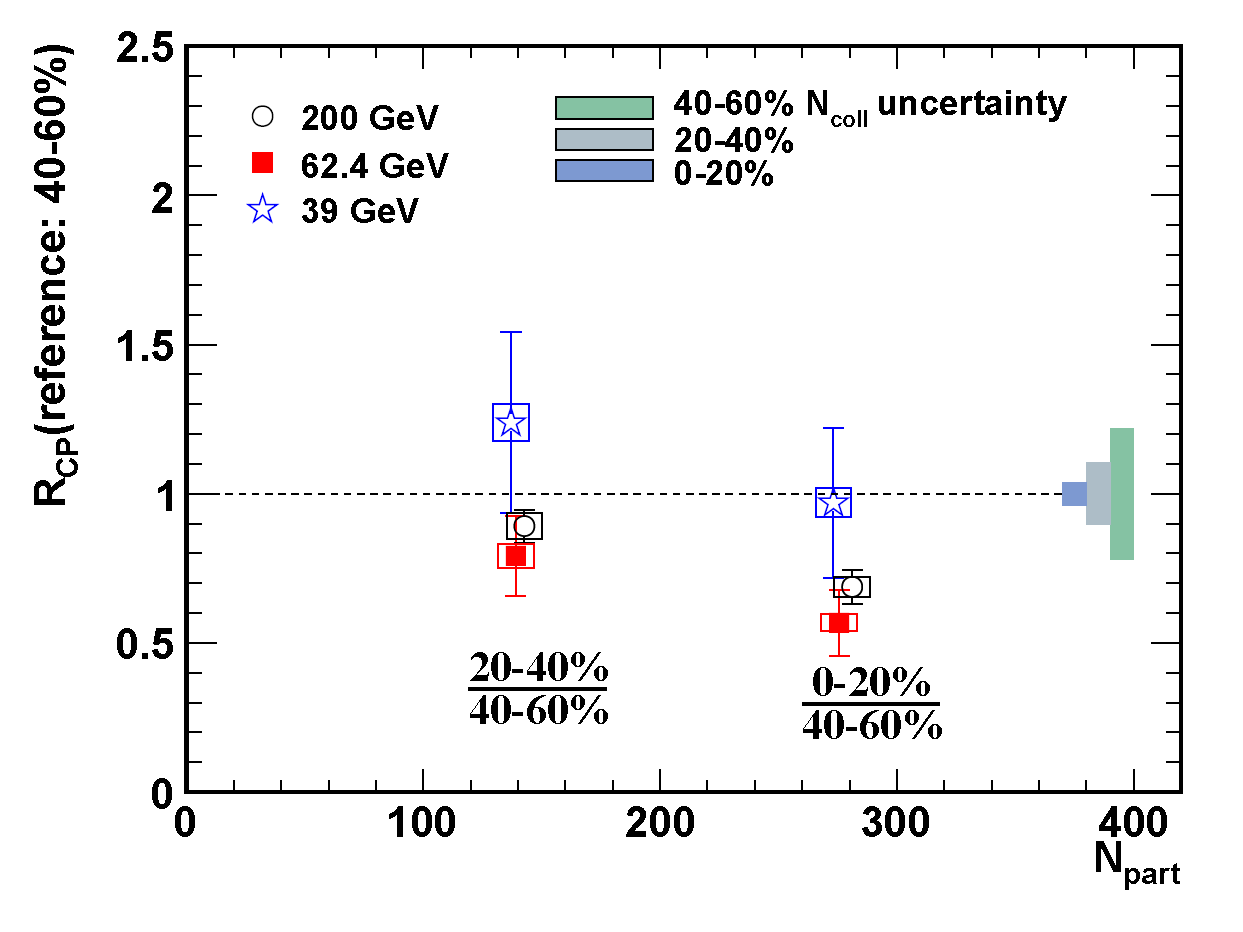 R_CP(reference: 40-60%)
2.5
2
1.5
1
0.5
0
200 GeV
62.4 GeV
39 GeV
40-60% N_coll uncertainty
20-40%
0-20%
20-40%
40-60%
0-20%
40-60%
0 100 200 300 400
N_part